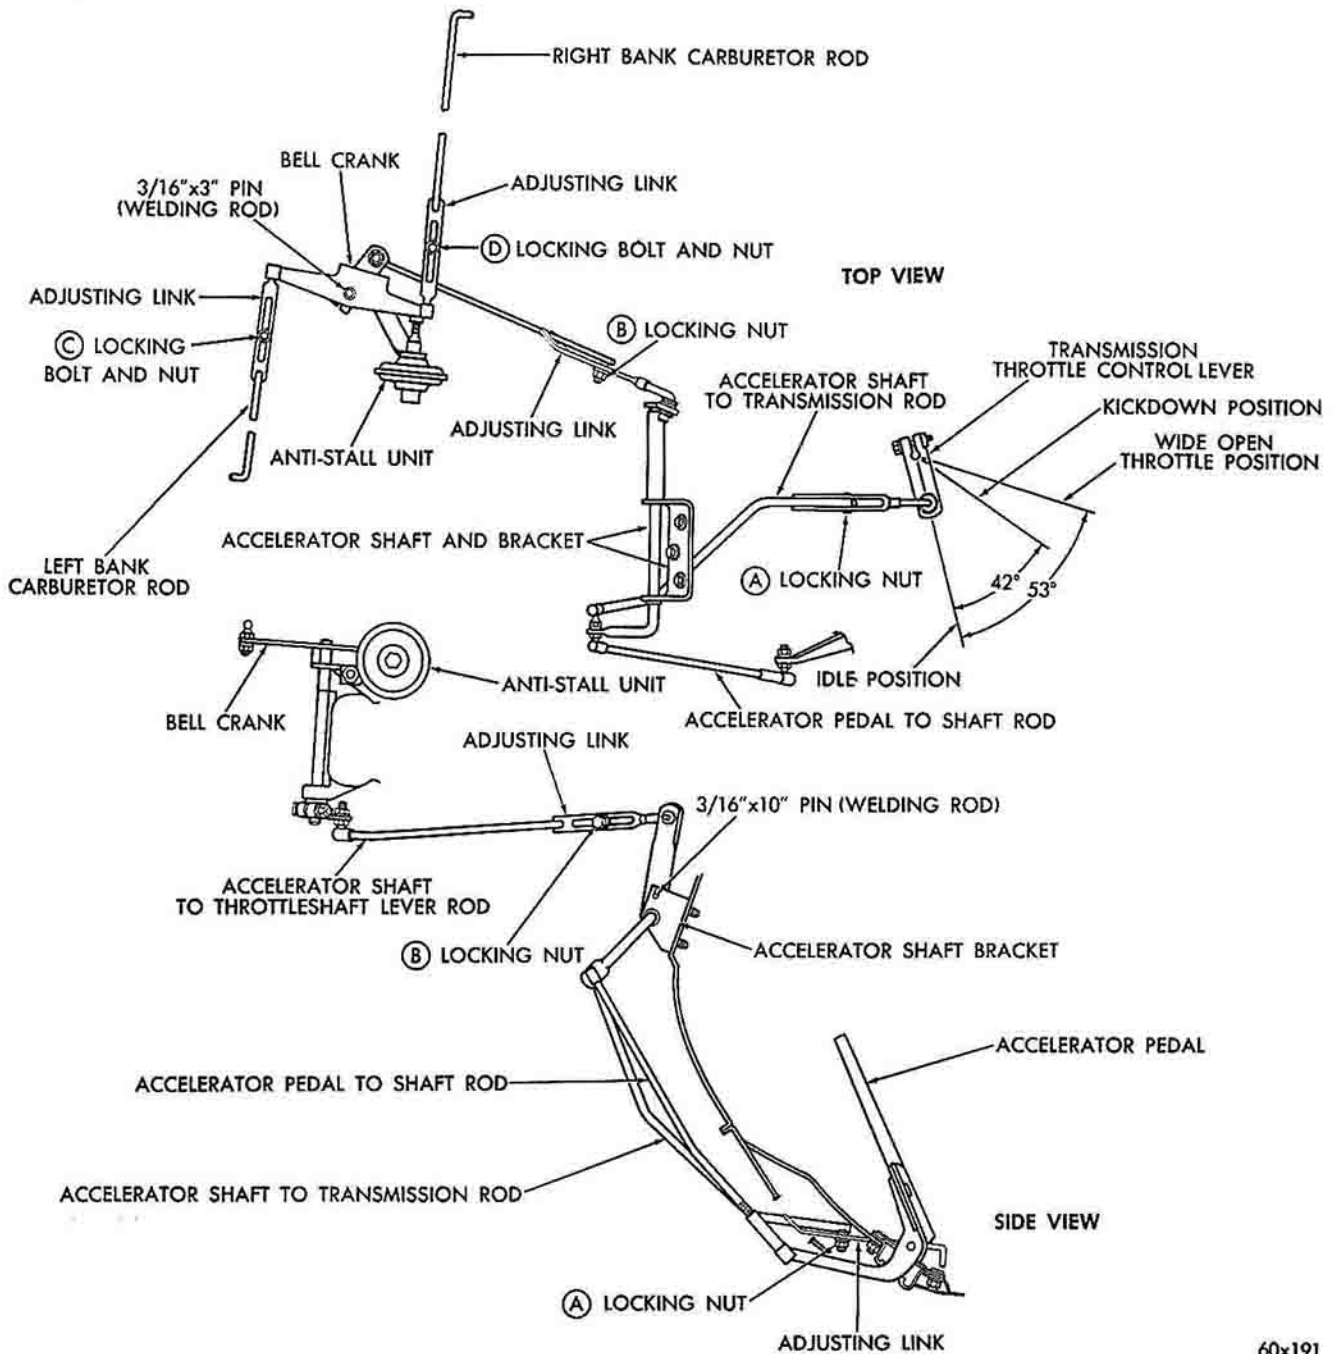 RIGHT BANK CARBURETOR ROD
BELL CRANK
3/16"x3" PIN
(WELDING ROD)
ADJUSTING LINK
D LOCKING BOLT AND NUT
TOP VIEW
ADJUSTING LINK
B LOCKING NUT
C LOCKING
BOLT AND NUT
TRANSMISSION
THROTTLE CONTROL LEVER
ACCELERATOR SHAFT
TO TRANSMISSION ROD
KICKDOWN POSITION
ADJUSTING LINK
WIDE OPEN
THROTTLE POSITION
ANTI-STALL UNIT
ACCELERATOR SHAFT AND BRACKET
LEFT BANK
CARBURETOR ROD
A LOCKING NUT
42°
53°
IDLE POSITION
ANTI-STALL UNIT
BELL CRANK
ACCELERATOR PEDAL TO SHAFT ROD
ADJUSTING LINK
3/16"x10" PIN (WELDING ROD)
ACCELERATOR SHAFT
TO THROTTLESHAFT LEVER ROD
B LOCKING NUT
ACCELERATOR SHAFT BRACKET
ACCELERATOR PEDAL
ACCELERATOR PEDAL TO SHAFT ROD
ACCELERATOR SHAFT TO TRANSMISSION ROD
SIDE VIEW
A LOCKING NUT
ADJUSTING LINK
60x191